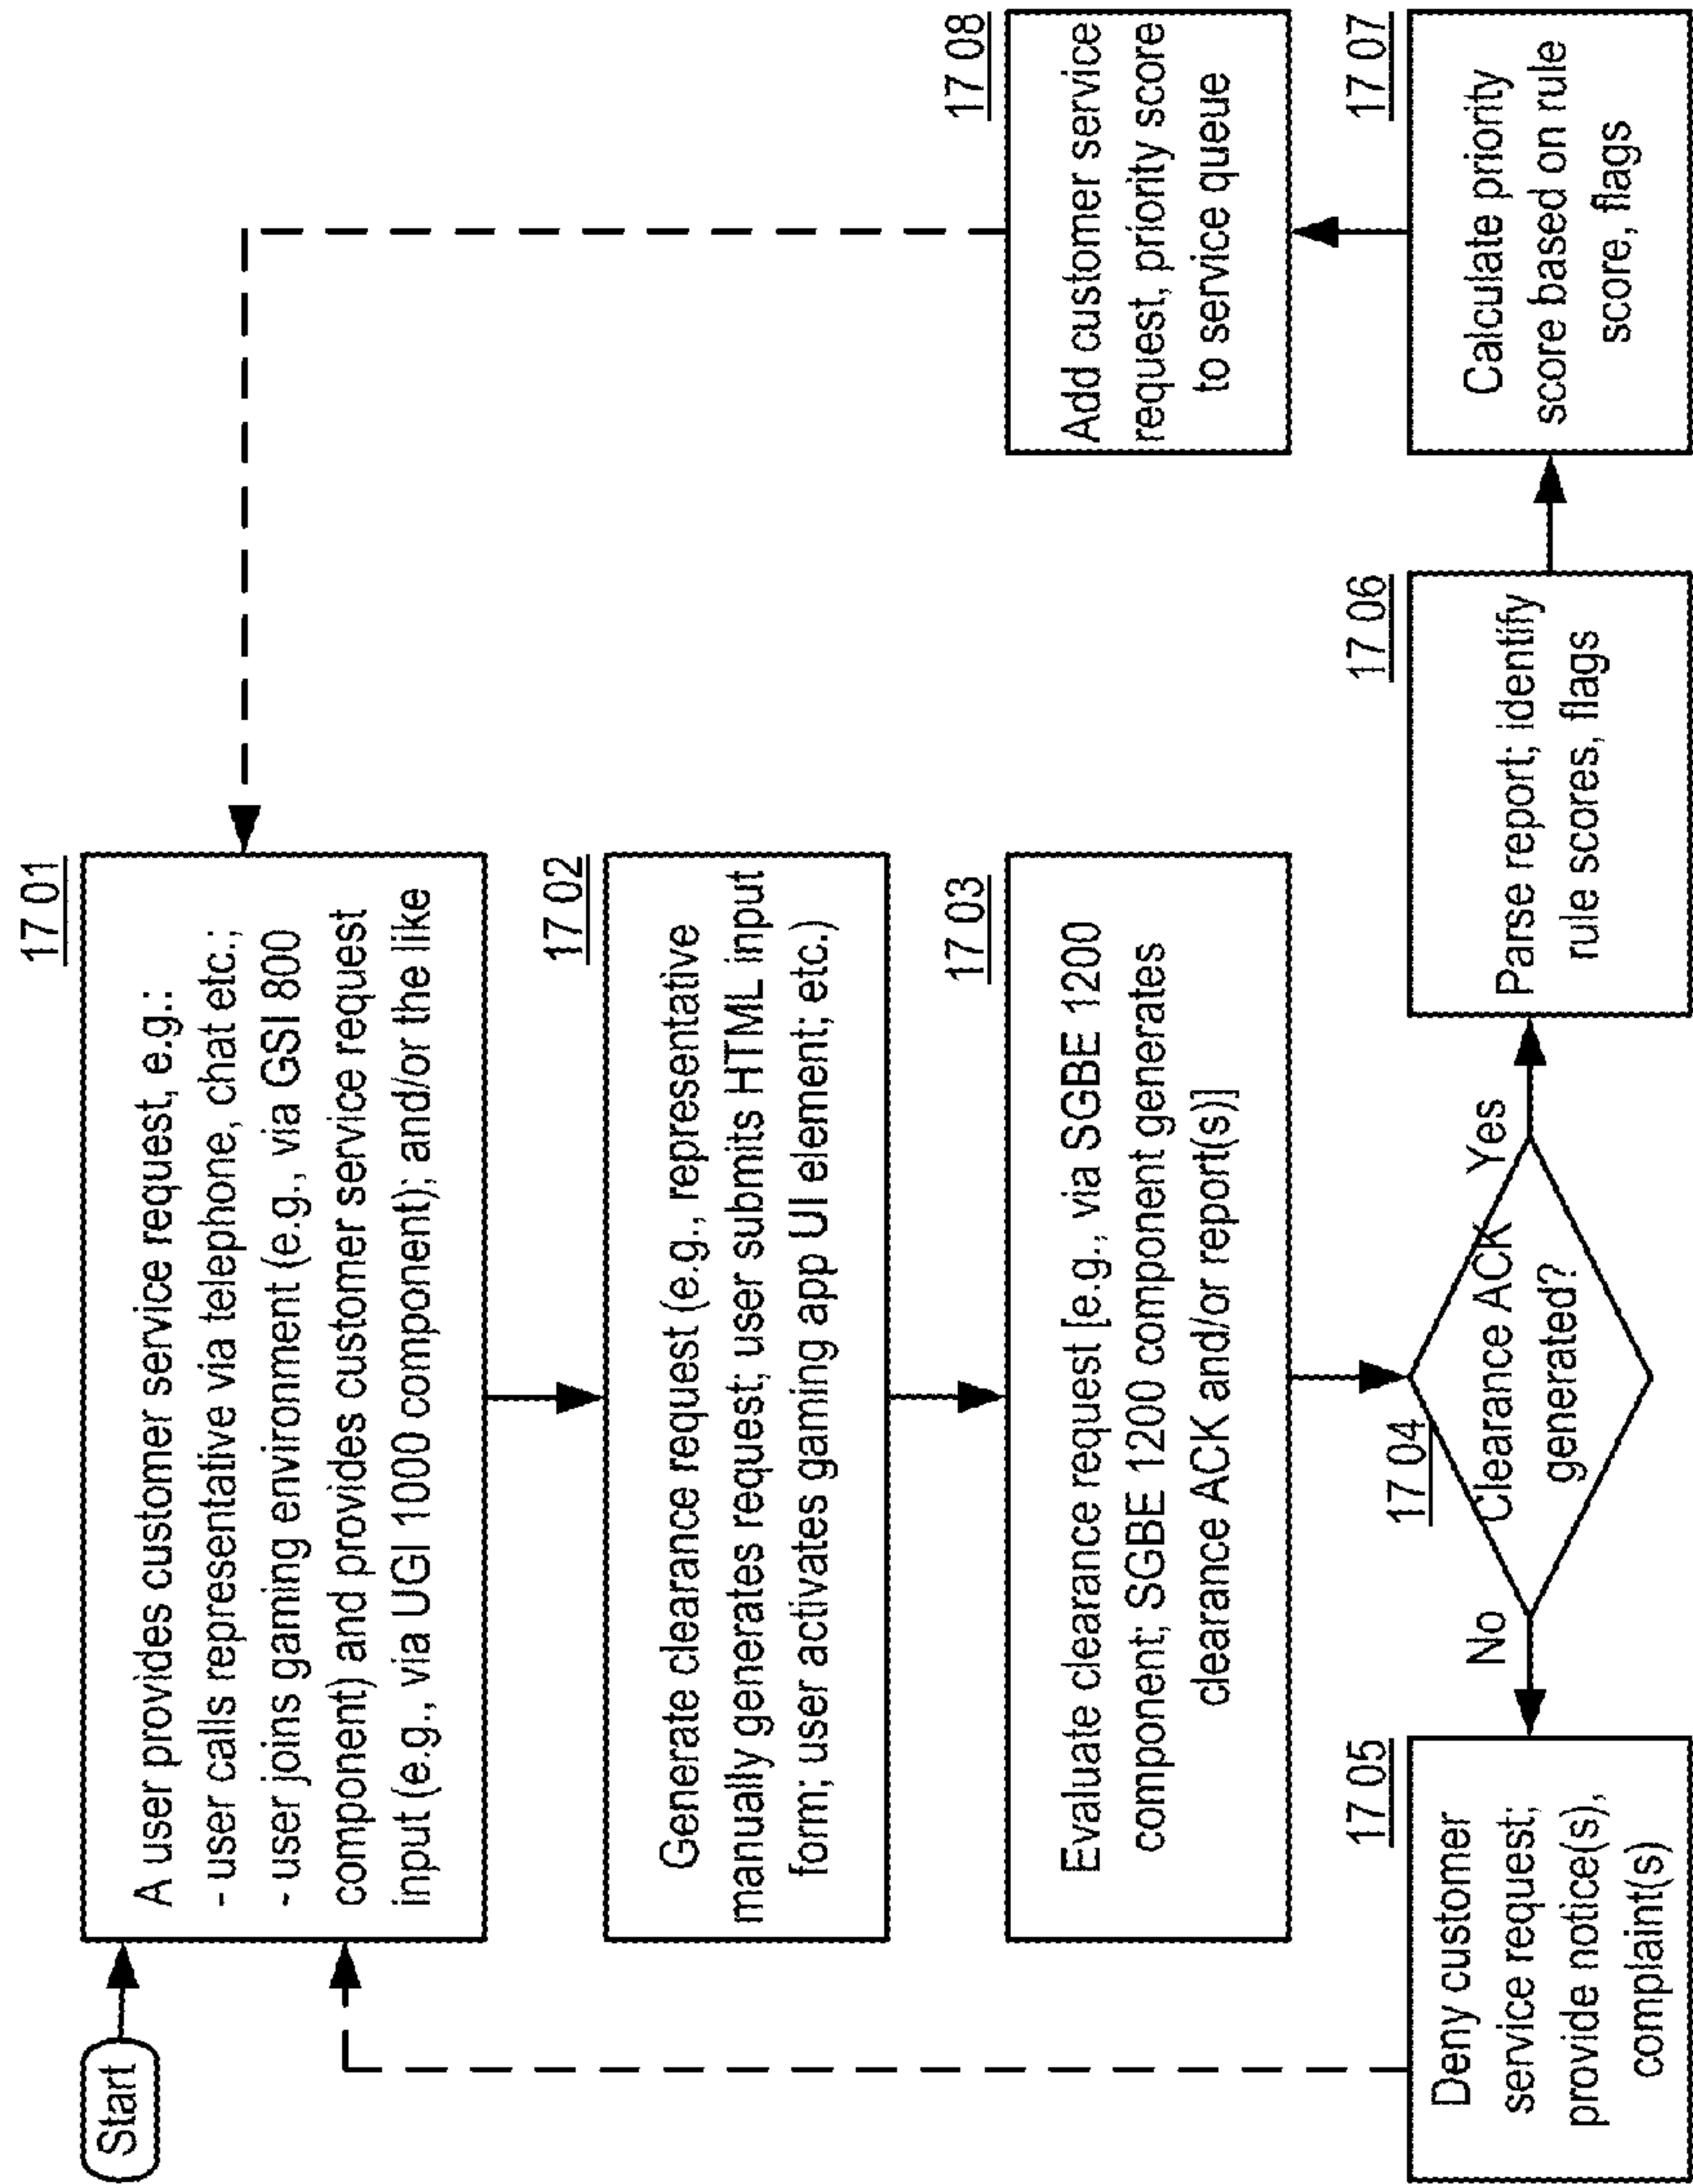 Start
17 01
A user provides customer service request, e.g.:
- user calls representative via telephone, chat etc.;
- user joins gaming environment (e.g., via GSI 800
component) and provides customer service request
input (e.g., via UGI 1000 component); and/or the like
17 02
Generate clearance request (e.g., representative
manually generates request; user submits HTML input
form; user activates gaming app UI element; etc.)
17 03
Evaluate clearance request [e.g., via SGBE 1200
component; SGBE 1200 component generates
clearance ACK and/or report(s)]
17 04
Clearance ACK
generated?
No
Yes
17 05
Deny customer
service request;
provide notice(s),
complaint(s)
17 06
Parse report; identify
rule scores, flags
17 07
Calculate priority
score based on rule
score, flags
17 08
Add customer service
request, priority score
to service queue